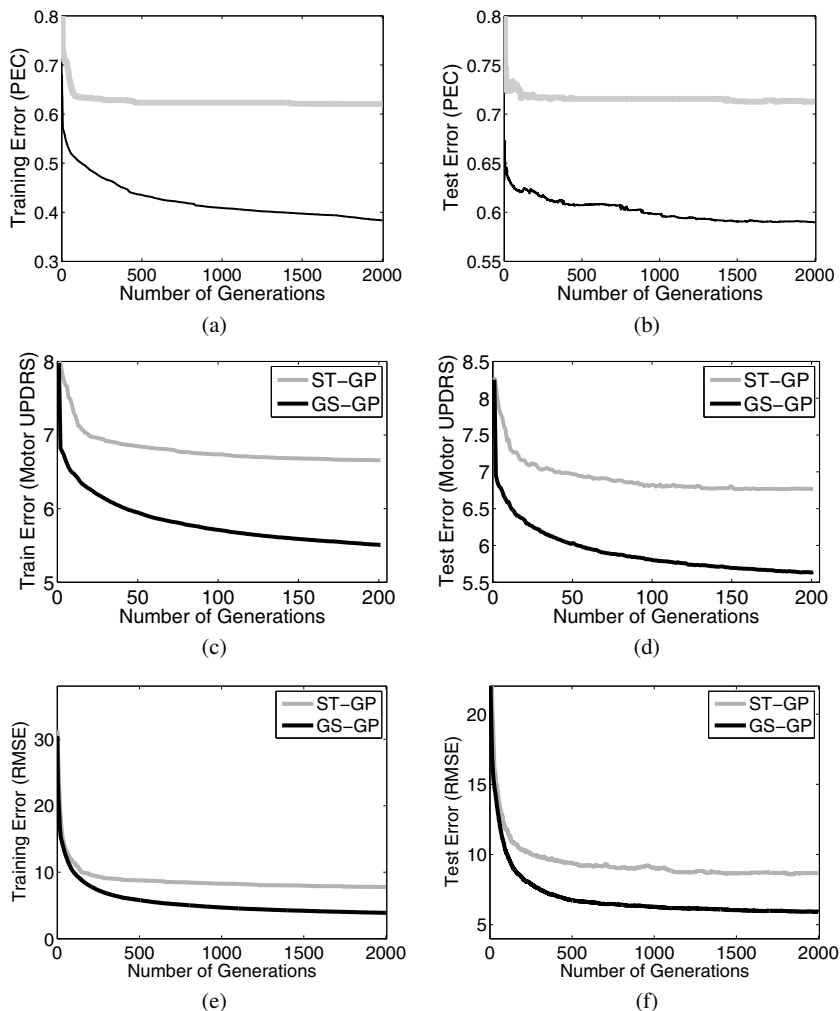 0.8
0.7
0.6
0.5
0.4
0.3
Training Error (PEC)
0
500
1000
1500
2000
Number of Generations
(a)
0.8
0.75
0.7
0.65
0.6
0.55
Test Error (PEC)
0
500
1000
1500
2000
Number of Generations
(b)
8
7
6
5
Train Error (Motor UPDRS)
ST-GP
GS-GP
0
50
100
150
200
Number of Generations
(c)
8.5
8
7.5
7
6.5
6
5.5
Test Error (Motor UPDRS)
ST-GP
GS-GP
0
50
100
150
200
Number of Generations
(d)
30
20
10
0
Training Error (RMSE)
ST-GP
GS-GP
0
500
1000
1500
2000
Number of Generations
(e)
20
15
10
5
Test Error (RMSE)
ST-GP
GS-GP
0
500
1000
1500
2000
Number of Generations
(f)